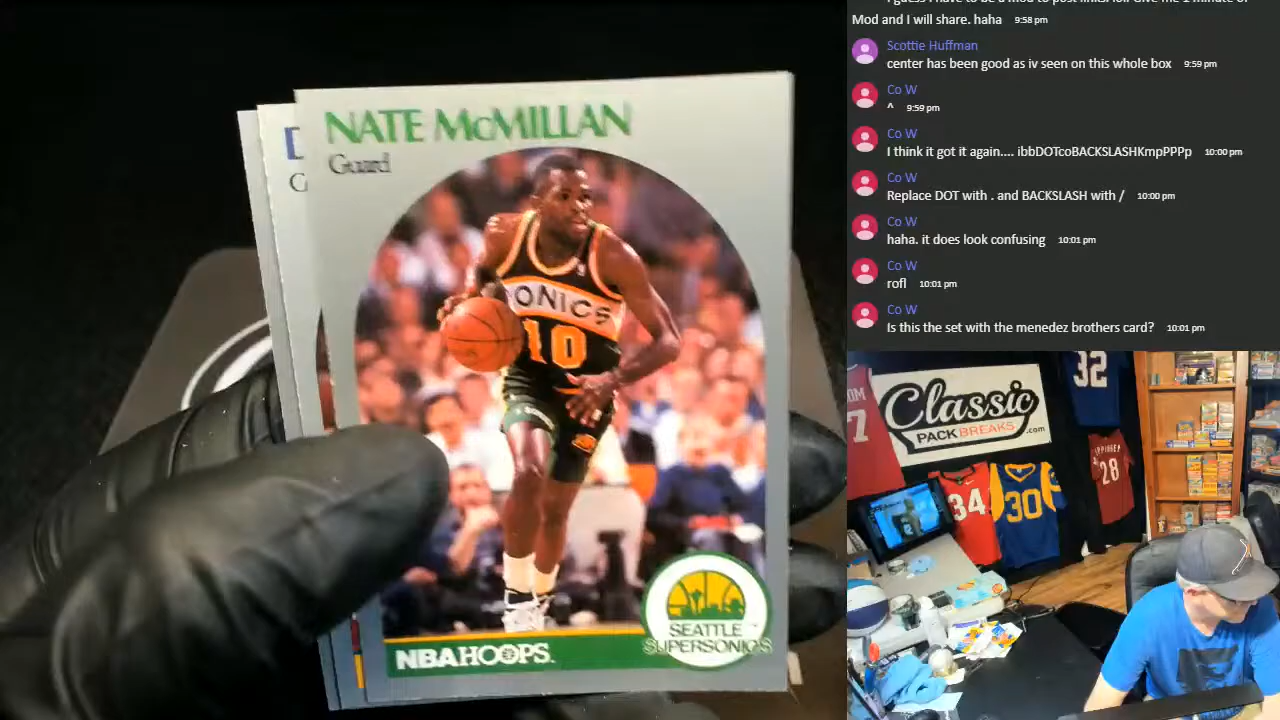 NATE McMILLAN
Guard
D
G
ONICS
10
NBA HOOPS
SEATTLE
SUPERSONICS
Mod and I will share. haha 9:58 pm
Scottie Huffman
center has been good as iv seen on this whole box 9:59 pm
Co W
^ 9:59 pm
Co W
I think it got it again.... ibbDOTcoBACKSLASHKmpPPPp 10:00 pm
Co W
Replace DOT with . and BACKSLASH with / 10:00 pm
Co W
haha. it does look confusing 10:01 pm
Co W
rofl 10:01 pm
Co W
Is this the set with the menedez brothers card? 10:01 pm
32
OM
7
Classic
PACK BREAKS.com
28
34
30